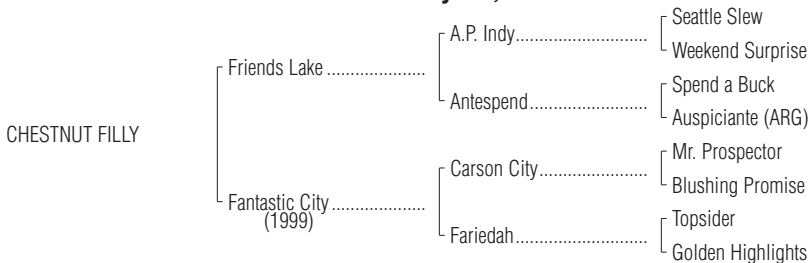 Seattle Slew
A.P. Indy
Weekend Surprise
Friends Lake
Spend a Buck
Antespend
Auspiciante (ARG)
CHESTNUT FILLY
Mr. Prospector
Carson City
Blushing Promise
Fantastic City
(1999)
Topsider
Fariedah
Golden Highlights